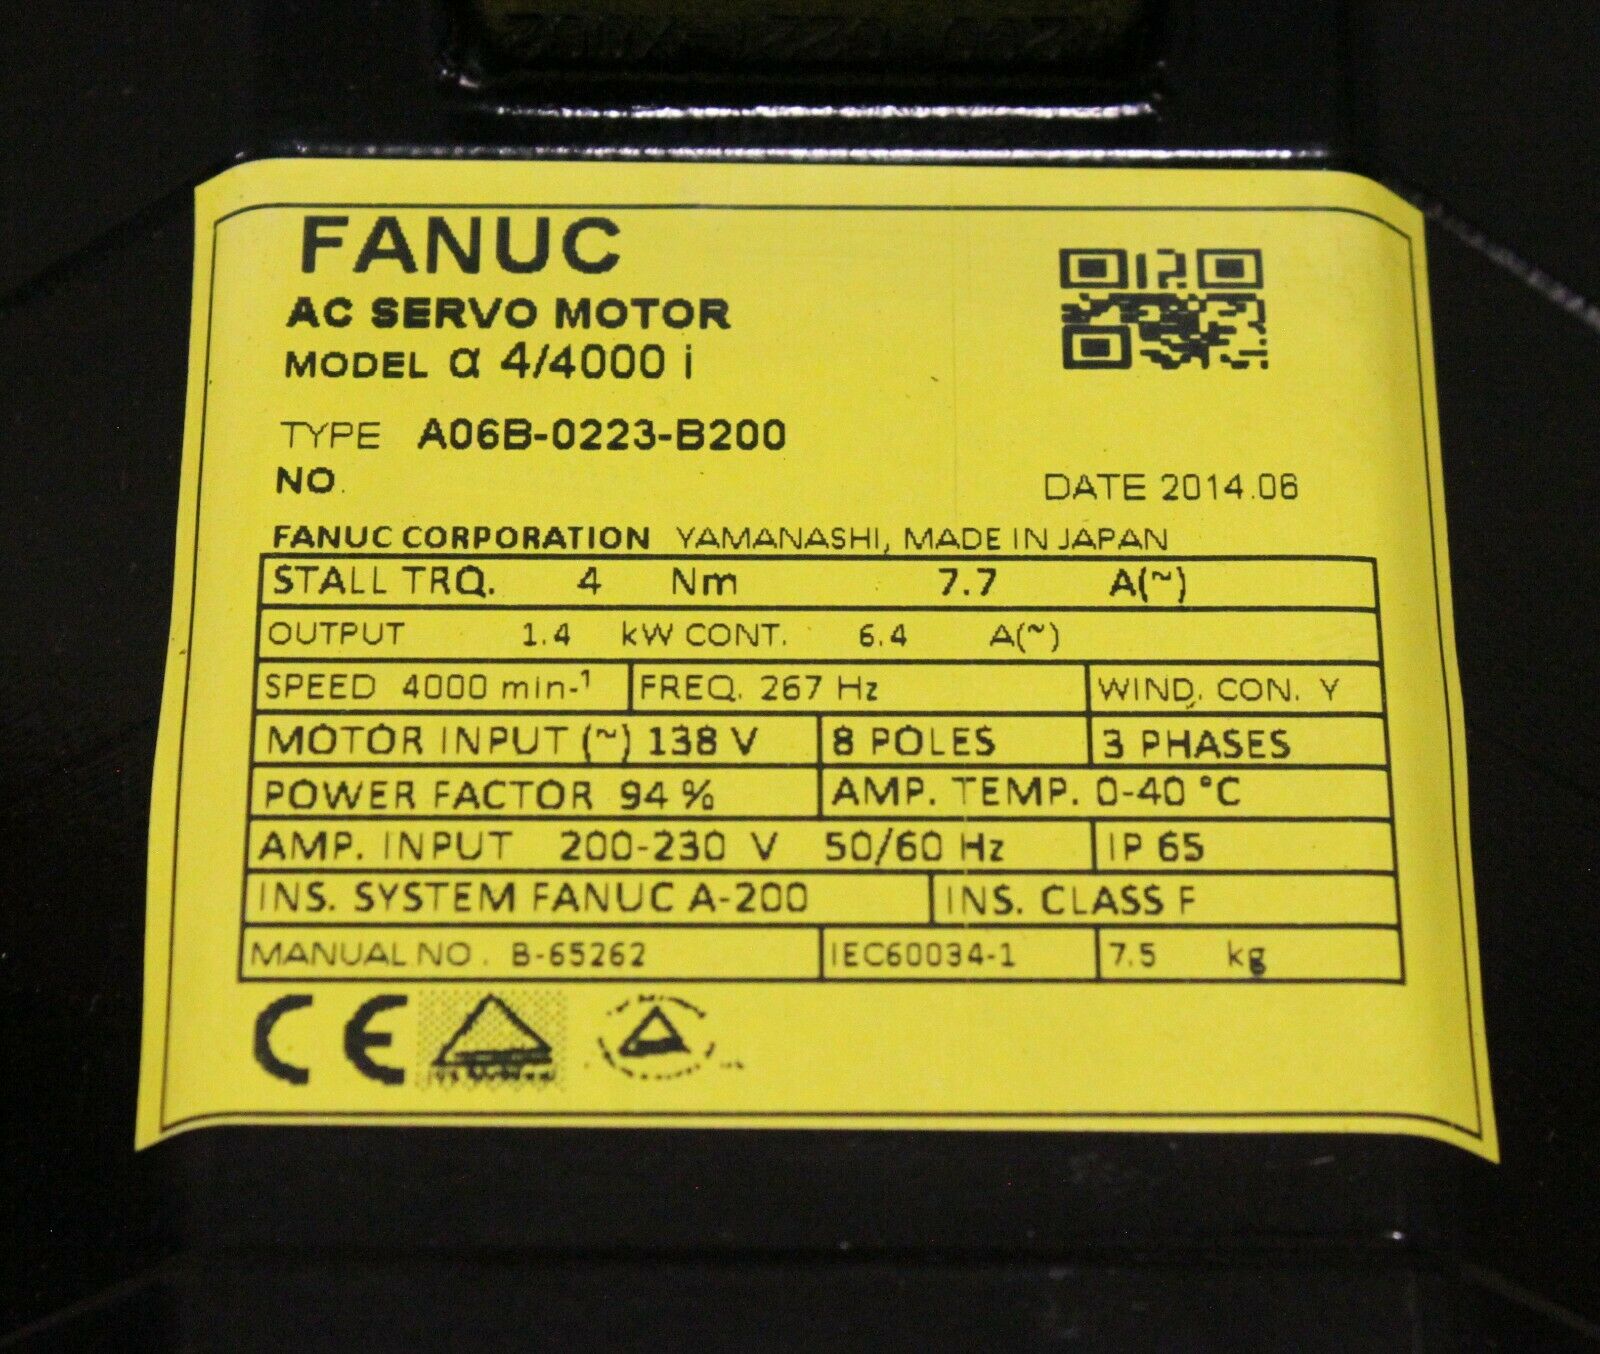 FANUC
AC SERVO MOTOR
MODEL α 4/4000 i
TYPE A06B-0223-B200
NO.
DATE 2014.06
FANUC CORPORATION YAMANASHI, MADE IN JAPAN
STALL TRQ. 4 Nm 7.7 A(~)
OUTPUT 1.4 kW CONT. 6.4 A(~)
SPEED 4000 min-¹ FREQ. 267 Hz WIND. CON. Y
MOTOR INPUT (~) 138 V 8 POLES 3 PHASES
POWER FACTOR 94 % AMP. TEMP. 0-40 °C
AMP. INPUT 200-230 V 50/60 Hz IP 65
INS. SYSTEM FANUC A-200 INS. CLASS F
MANUAL NO. B-65262 IEC60034-1 7.5 kg
CE